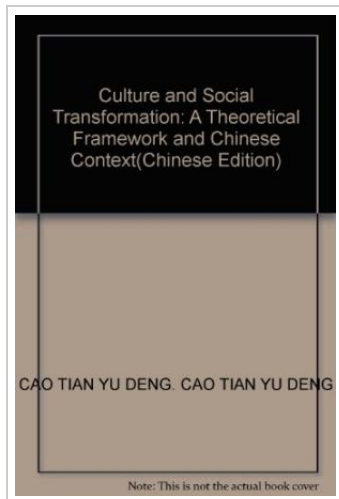 Culture and Social
Transformation: A Theoretical
Framework and Chinese
Context(Chinese Edition)
CAO TIAN YU DENG. CAO TIAN YU DENG
Note: This is not the actual book cover